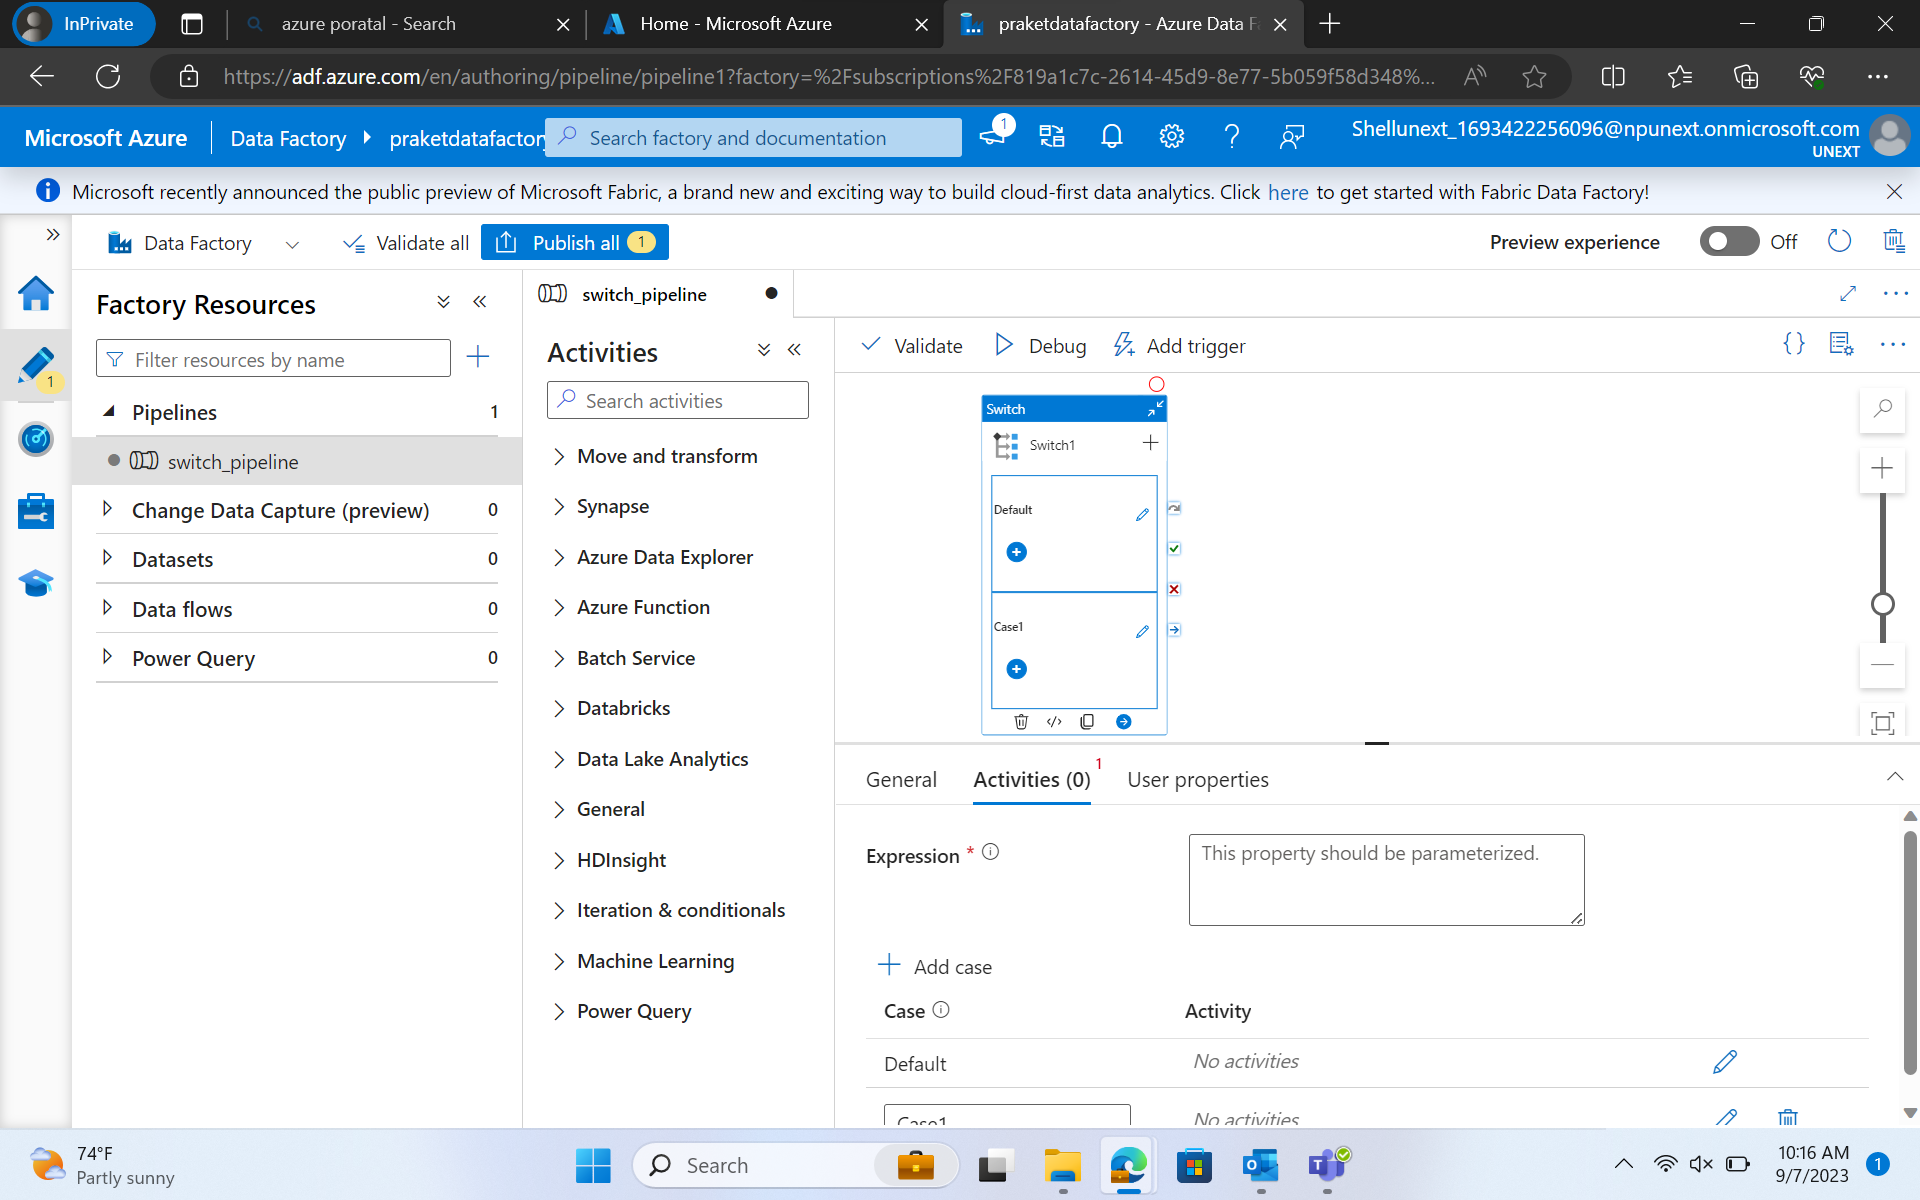 InPrivate
azure poratal - Search
Home - Microsoft Azure
praketdatafactory - Azure Data F
https://adf.azure.com/en/authoring/pipeline/pipeline1?factory=%2Fsubscriptions%2F819a1c7c-2614-45d9-8e77-5b059f58d348%...
Microsoft Azure
Data Factory
praketdatafactory
Search factory and documentation
1
Shellunext_1693422256096@npunext.onmicrosoft.com
UNEXT
Microsoft recently announced the public preview of Microsoft Fabric, a brand new and exciting way to build cloud-first data analytics. Click here to get started with Fabric Data Factory!
Data Factory
Validate all
Publish all 1
Preview experience
Off
1
Factory Resources
Filter resources by name
Pipelines 1
switch_pipeline
Change Data Capture (preview) 0
Datasets 0
Data flows 0
Power Query 0
switch_pipeline
Activities
Search activities
Move and transform
Synapse
Azure Data Explorer
Azure Function
Batch Service
Databricks
Data Lake Analytics
General
HDInsight
Iteration & conditionals
Machine Learning
Power Query
Validate
Debug
Add trigger
Switch
Switch1
Default
Case1
General
Activities (0) 1
User properties
Expression *
This property should be parameterized.
Add case
Case
Activity
Default
No activities
Case1
No activities
74°F
Partly sunny
Search
10:16 AM
9/7/2023
1